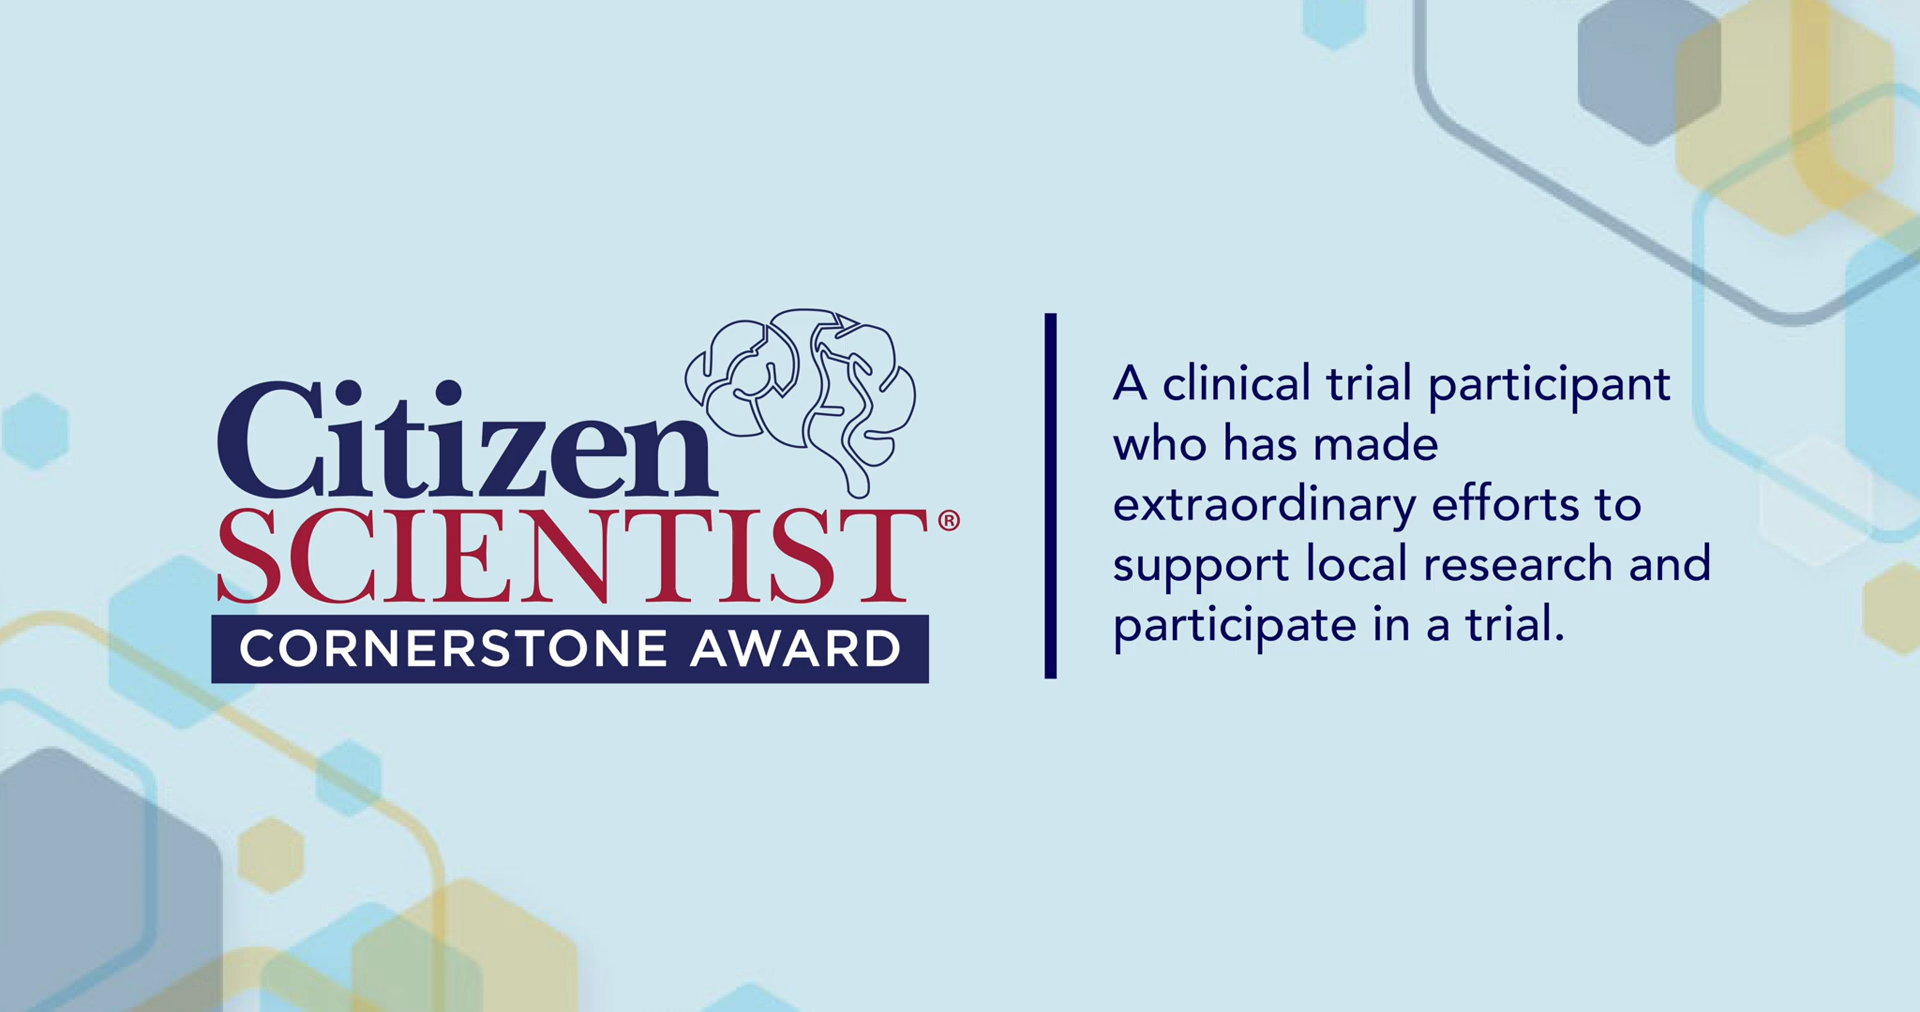 Citizen
SCIENTIST®
CORNERSTONE AWARD
A clinical trial participant
who has made
extraordinary efforts to
support local research and
participate in a trial.